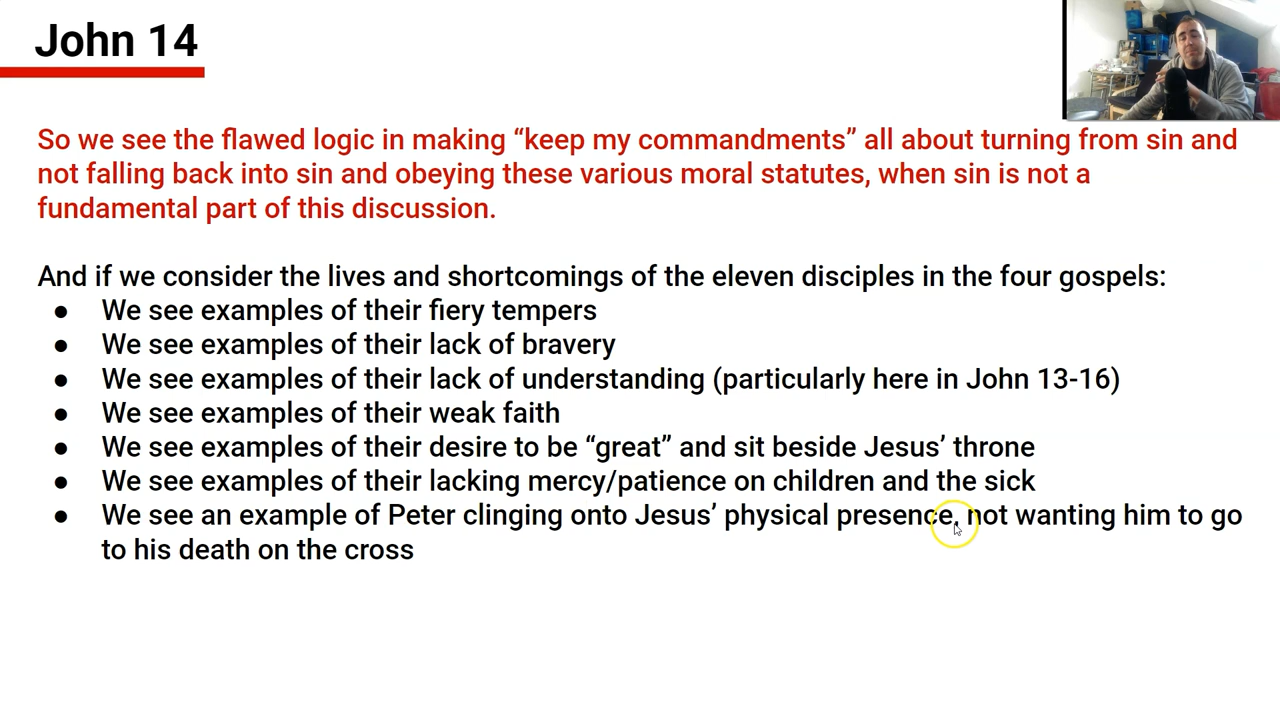 John 14
So we see the flawed logic in making “keep my commandments” all about turning from sin and
not falling back into sin and obeying these various moral statutes, when sin is not a
fundamental part of this discussion.
And if we consider the lives and shortcomings of the eleven disciples in the four gospels:
● We see examples of their fiery tempers
● We see examples of their lack of bravery
● We see examples of their lack of understanding (particularly here in John 13-16)
● We see examples of their weak faith
● We see examples of their desire to be “great” and sit beside Jesus’ throne
● We see examples of their lacking mercy/patience on children and the sick
● We see an example of Peter clinging onto Jesus’ physical presence, not wanting him to go
to his death on the cross